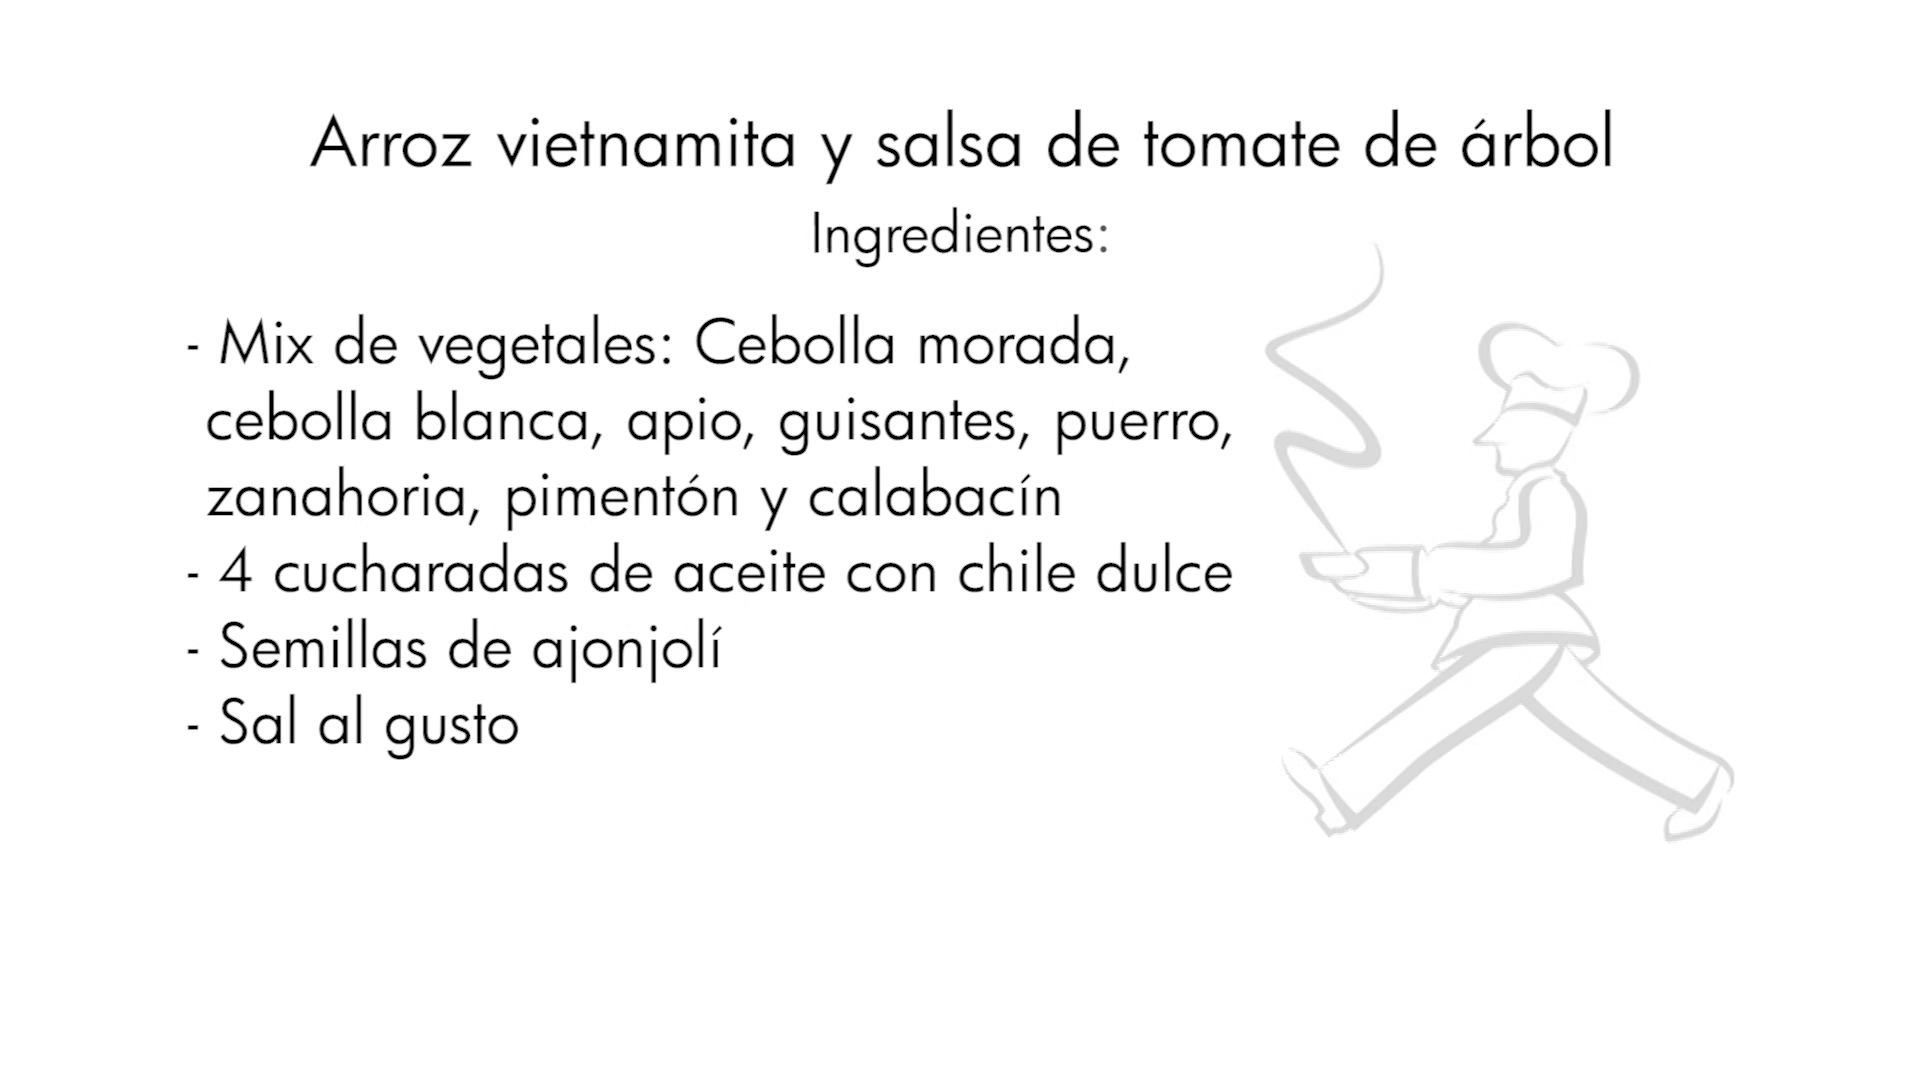 Arroz vietnamita y salsa de tomate de árbol
Ingredientes:
- Mix de vegetales: Cebolla morada,
cebolla blanca, apio, guisantes, puerro,
zanahoria, pimentón y calabacín
- 4 cucharadas de aceite con chile dulce
- Semillas de ajonjolí
- Sal al gusto